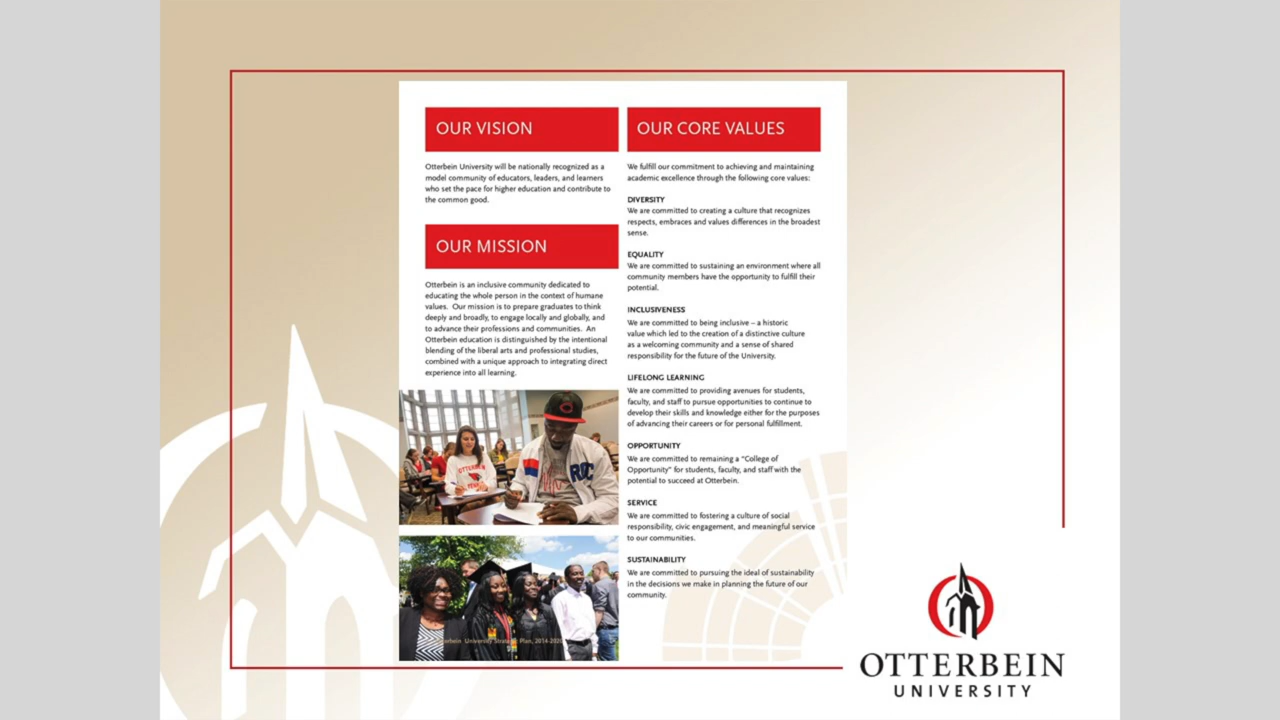 OUR VISION
Otterbein University will be nationally recognized as a
model community of educators, leaders, and learners
who set the pace for higher education and contribute to
the common good.
OUR MISSION
Otterbein is an inclusive community dedicated to
educating the whole person in the context of humane
values. Our mission is to prepare graduates to think
deeply and broadly, to engage locally and globally, and
to advance their professions and communities. An
Otterbein education is distinguished by the intentional
blending of the liberal arts and professional studies,
combined with a unique approach to integrating direct
experience into all learning.
OTTERBEIN
University Strategic Plan, 2014-2020
OUR CORE VALUES
We fulfill our commitment to achieving and maintaining
academic excellence through the following core values:
DIVERSITY
We are committed to creating a culture that recognizes
respects, embraces and values differences in the broadest
sense.
EQUALITY
We are committed to sustaining an environment where all
community members have the opportunity to fulfill their
potential.
INCLUSIVENESS
We are committed to being inclusive – a historic
value which led to the creation of a distinctive culture
as a welcoming community and a sense of shared
responsibility for the future of the University.
LIFELONG LEARNING
We are committed to providing avenues for students,
faculty, and staff to pursue opportunities to continue to
develop their skills and knowledge either for the purposes
of advancing their careers or for personal fulfillment.
OPPORTUNITY
We are committed to remaining a "College of
Opportunity" for students, faculty, and staff with the
potential to succeed at Otterbein.
SERVICE
We are committed to fostering a culture of social
responsibility, civic engagement, and meaningful service
to our communities.
SUSTAINABILITY
We are committed to pursuing the ideal of sustainability
in the decisions we make in planning the future of our
community.
OTTERBEIN
UNIVERSITY